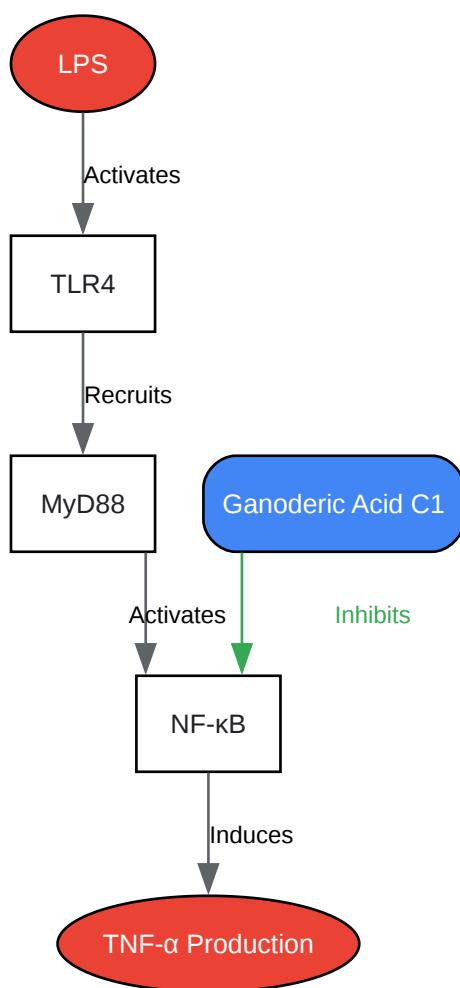 LPS
Activates
TLR4
Recruits
MyD88
Ganoderic Acid C1
Activates
Inhibits
NF-κB
Induces
TNF-α Production